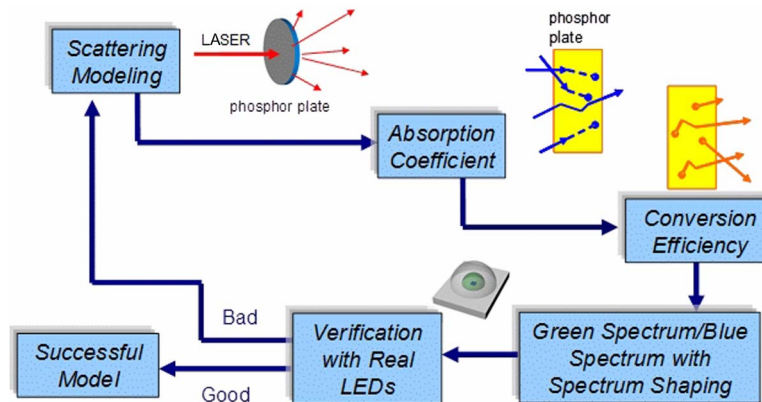 Scattering
Modeling
LASER
phosphor plate
phosphor
plate
Absorption
Coefficient
Conversion
Efficiency
Green Spectrum/Blue
Spectrum with
Spectrum Shaping
Verification
with Real
LEDs
Bad
Good
Successful
Model